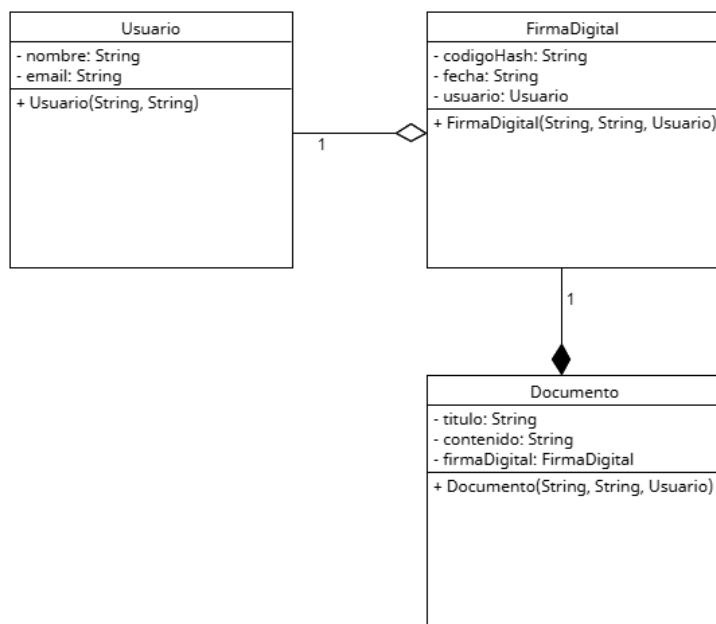 Usuario
- nombre: String
- email: String
+ Usuario(String, String)
1
FirmaDigital
- codigoHash: String
- fecha: String
- usuario: Usuario
+ FirmaDigital(String, String, Usuario)
1
Documento
- titulo: String
- contenido: String
- firmaDigital: FirmaDigital
+ Documento(String, String, Usuario)